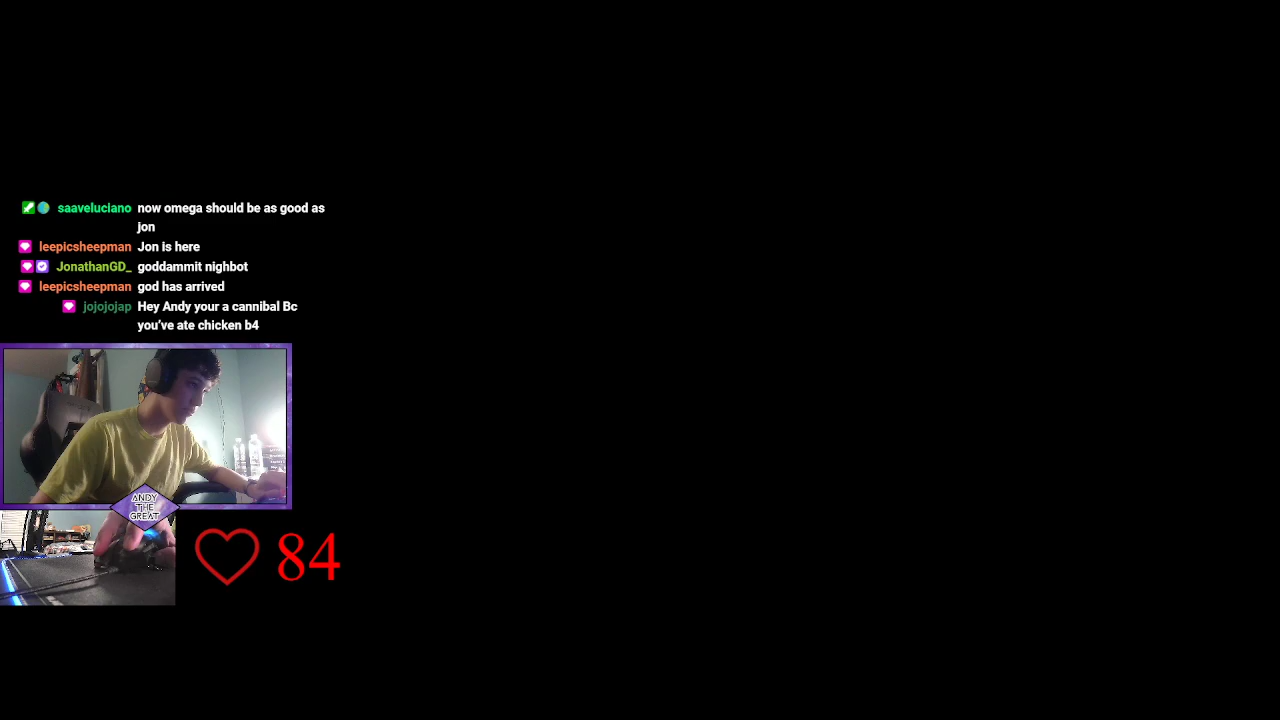 saaveluciano now omega should be as good as
jon
leepicsheepman Jon is here
JonathanGD_ goddammit nighbot
leepicsheepman god has arrived
jojojojap Hey Andy your a cannibal Bc
you've ate chicken b4
ANDY
THE
GREAT
84